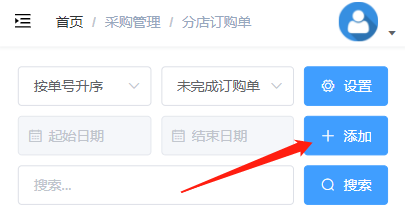 首页 / 采购管理 / 分店订购单
按单号升序 未完成订购单 设置
起始日期 结束日期 添加
搜索... 搜索